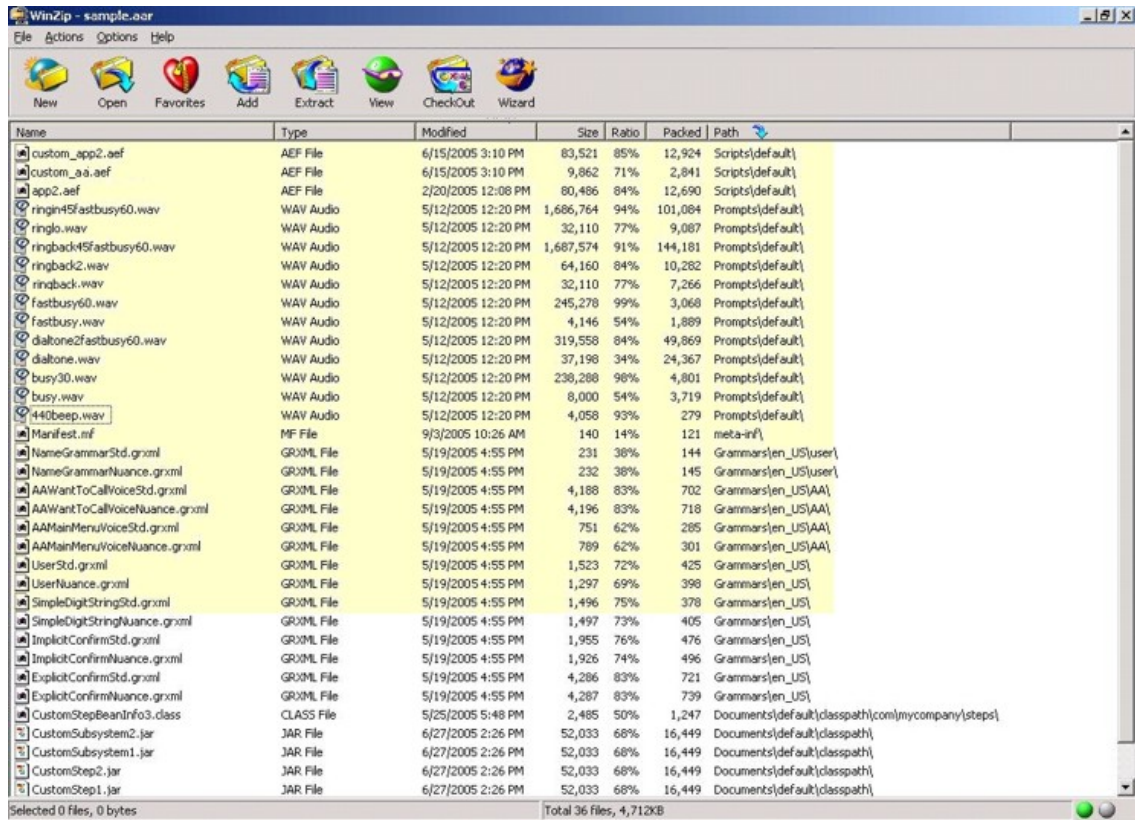 WinZip - sample.aar
File Actions Options Help
New Open Favorites Add Extract View CheckOut Wizard
Name Type Modified Size Ratio Packed Path
custom_app2.aef AEF File 6/15/2005 3:10 PM 83,521 85% 12,924 Scripts\default\
custom_aa.aef AEF File 6/15/2005 3:10 PM 9,862 71% 2,841 Scripts\default\
app2.aef AEF File 2/20/2005 12:08 PM 80,486 84% 12,690 Scripts\default\
ringin45fastbusy60.wav WAV Audio 5/12/2005 12:20 PM 1,686,764 94% 101,084 Prompts\default\
ringlo.wav WAV Audio 5/12/2005 12:20 PM 32,110 77% 9,087 Prompts\default\
ringback45fastbusy60.wav WAV Audio 5/12/2005 12:20 PM 1,687,574 91% 144,181 Prompts\default\
ringback2.wav WAV Audio 5/12/2005 12:20 PM 64,160 84% 10,282 Prompts\default\
ringback.wav WAV Audio 5/12/2005 12:20 PM 32,110 77% 7,266 Prompts\default\
fastbusy60.wav WAV Audio 5/12/2005 12:20 PM 245,278 99% 3,068 Prompts\default\
fastbusy.wav WAV Audio 5/12/2005 12:20 PM 4,146 54% 1,889 Prompts\default\
dialtone2fastbusy60.wav WAV Audio 5/12/2005 12:20 PM 319,558 84% 49,869 Prompts\default\
dialtone.wav WAV Audio 5/12/2005 12:20 PM 37,198 34% 24,367 Prompts\default\
busy30.wav WAV Audio 5/12/2005 12:20 PM 238,288 98% 4,801 Prompts\default\
busy.wav WAV Audio 5/12/2005 12:20 PM 8,000 54% 3,719 Prompts\default\
440beep.wav WAV Audio 5/12/2005 12:20 PM 4,058 93% 279 Prompts\default\
Manifest.mf MF File 9/3/2005 10:26 AM 140 14% 121 meta-inf\
NameGrammarStd.grxml GRXML File 5/19/2005 4:55 PM 231 38% 144 Grammars\en_US\user\
NameGrammarNuance.grxml GRXML File 5/19/2005 4:55 PM 232 38% 145 Grammars\en_US\user\
AAWantToCallVoiceStd.grxml GRXML File 5/19/2005 4:55 PM 4,188 83% 702 Grammars\en_US\AA\
AAWantToCallVoiceNuance.grxml GRXML File 5/19/2005 4:55 PM 4,196 83% 718 Grammars\en_US\AA\
AAMainMenuVoiceStd.grxml GRXML File 5/19/2005 4:55 PM 751 62% 285 Grammars\en_US\AA\
AAMainMenuVoiceNuance.grxml GRXML File 5/19/2005 4:55 PM 789 62% 301 Grammars\en_US\AA\
UserStd.grxml GRXML File 5/19/2005 4:55 PM 1,523 72% 425 Grammars\en_US\
UserNuance.grxml GRXML File 5/19/2005 4:55 PM 1,297 69% 398 Grammars\en_US\
SimpleDigitStringStd.grxml GRXML File 5/19/2005 4:55 PM 1,496 75% 378 Grammars\en_US\
SimpleDigitStringNuance.grxml GRXML File 5/19/2005 4:55 PM 1,497 73% 405 Grammars\en_US\
ImplicitConfirmStd.grxml GRXML File 5/19/2005 4:55 PM 1,955 76% 476 Grammars\en_US\
ImplicitConfirmNuance.grxml GRXML File 5/19/2005 4:55 PM 1,926 74% 496 Grammars\en_US\
ExplicitConfirmStd.grxml GRXML File 5/19/2005 4:55 PM 4,286 83% 721 Grammars\en_US\
ExplicitConfirmNuance.grxml GRXML File 5/19/2005 4:55 PM 4,287 83% 739 Grammars\en_US\
CustomStepBeanInfo3.class CLASS File 5/25/2005 5:48 PM 2,485 50% 1,247 Documents\default\classpath\com\mycompany\steps\
CustomSubsystem2.jar JAR File 6/27/2005 2:26 PM 52,033 68% 16,449 Documents\default\classpath\
CustomSubsystem1.jar JAR File 6/27/2005 2:26 PM 52,033 68% 16,449 Documents\default\classpath\
CustomStep2.jar JAR File 6/27/2005 2:26 PM 52,033 68% 16,449 Documents\default\classpath\
CustomStep1.jar JAR File 6/27/2005 2:26 PM 52,033 68% 16,449 Documents\default\classpath\
Selected 0 files, 0 bytes Total 36 files, 4,712KB